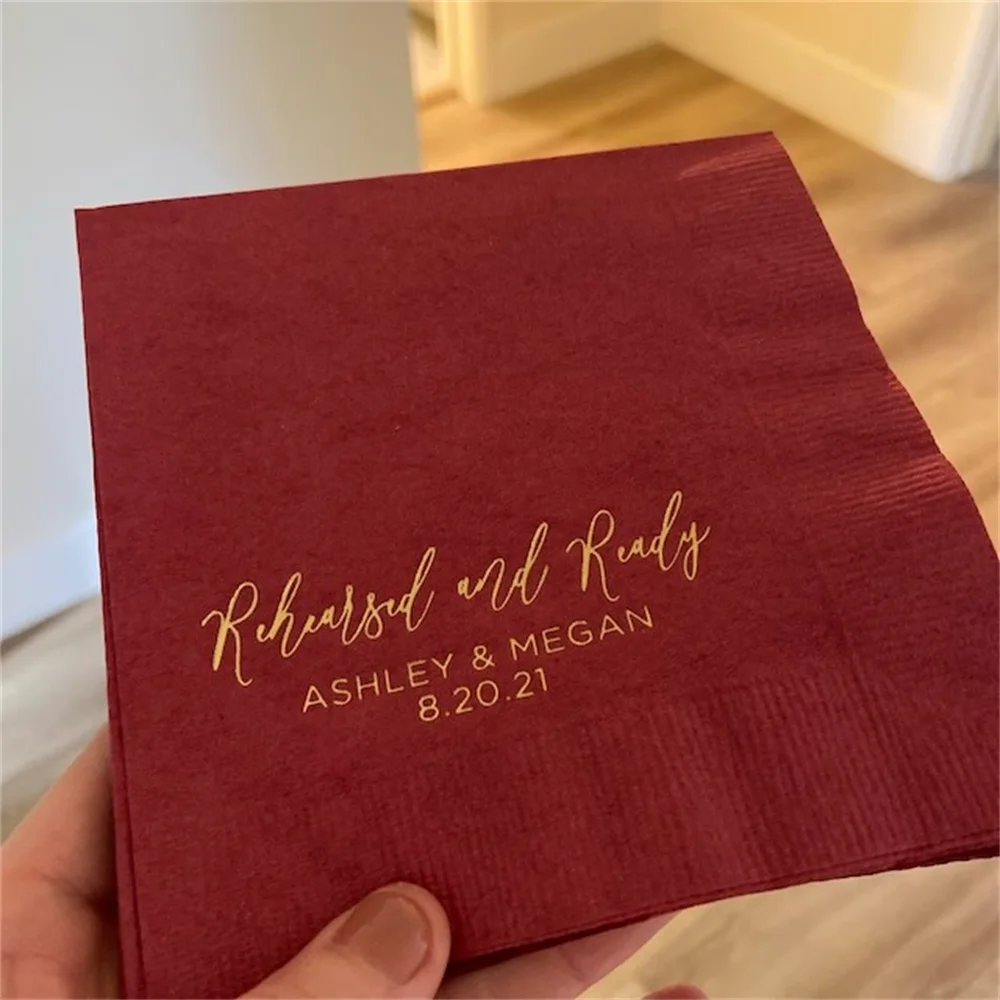 Rehearsed and Ready
ASHLEY & MEGAN
8.20.21